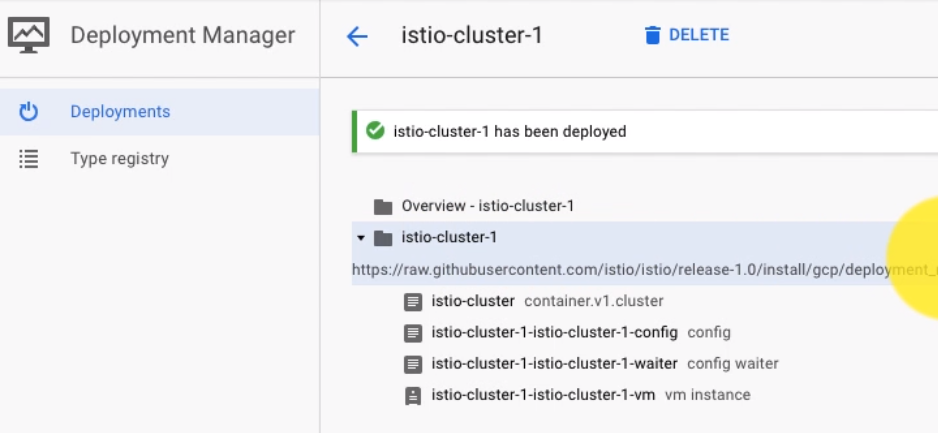 Deployment Manager
istio-cluster-1
DELETE
Deployments
Type registry
istio-cluster-1 has been deployed
Overview - istio-cluster-1
istio-cluster-1
https://raw.githubusercontent.com/istio/istio/release-1.0/install/gcp/deployment_
istio-cluster container.v1.cluster
istio-cluster-1-istio-cluster-1-config config
istio-cluster-1-istio-cluster-1-waiter config waiter
istio-cluster-1-istio-cluster-1-vm vm instance